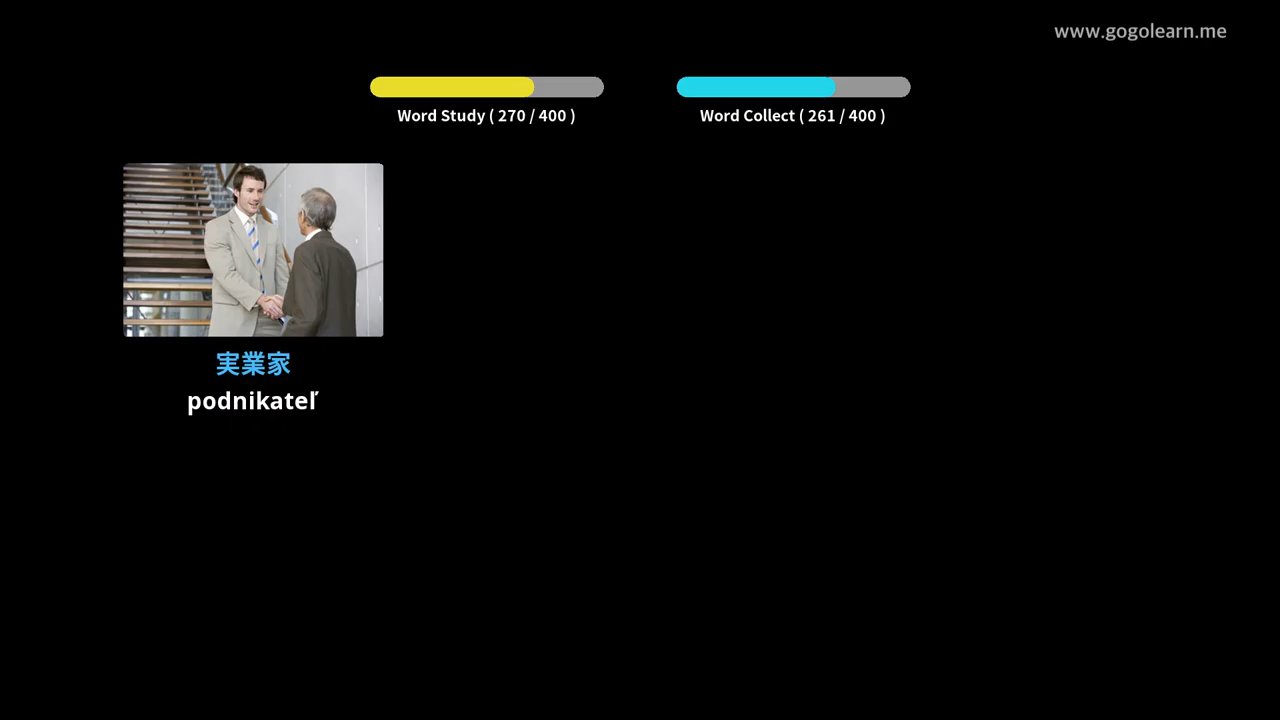 www.gogolearn.me
Word Study ( 270 / 400 )
Word Collect ( 261 / 400 )
実業家
podnikateľ